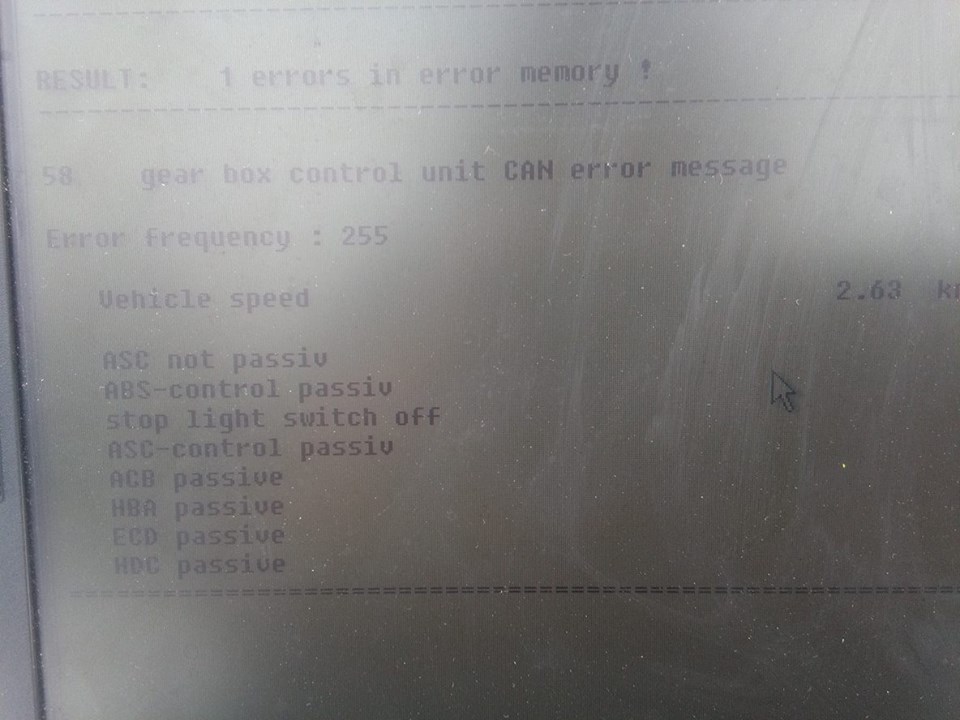 RESULT: 1 errors in error memory !
58 gear box control unit CAN error message
Error frequency : 255
Vehicle speed 2.63
ASC not passiv
ABS-control passiv
stop light switch off
ASC-control passiv
ACB passive
HBA passive
ECD passive
HDC passive